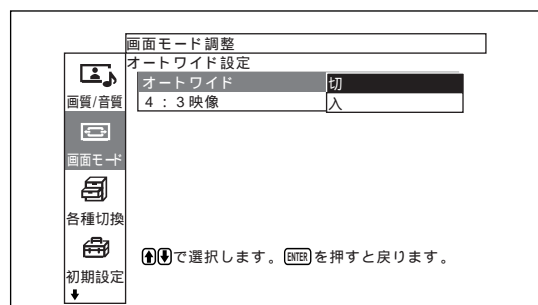 画面モード調整
オートワイド設定
オートワイド 切
4：3映像 入
画質/音質
画面モード
各種切換
初期設定
で選択します。ENTERを押すと戻ります。